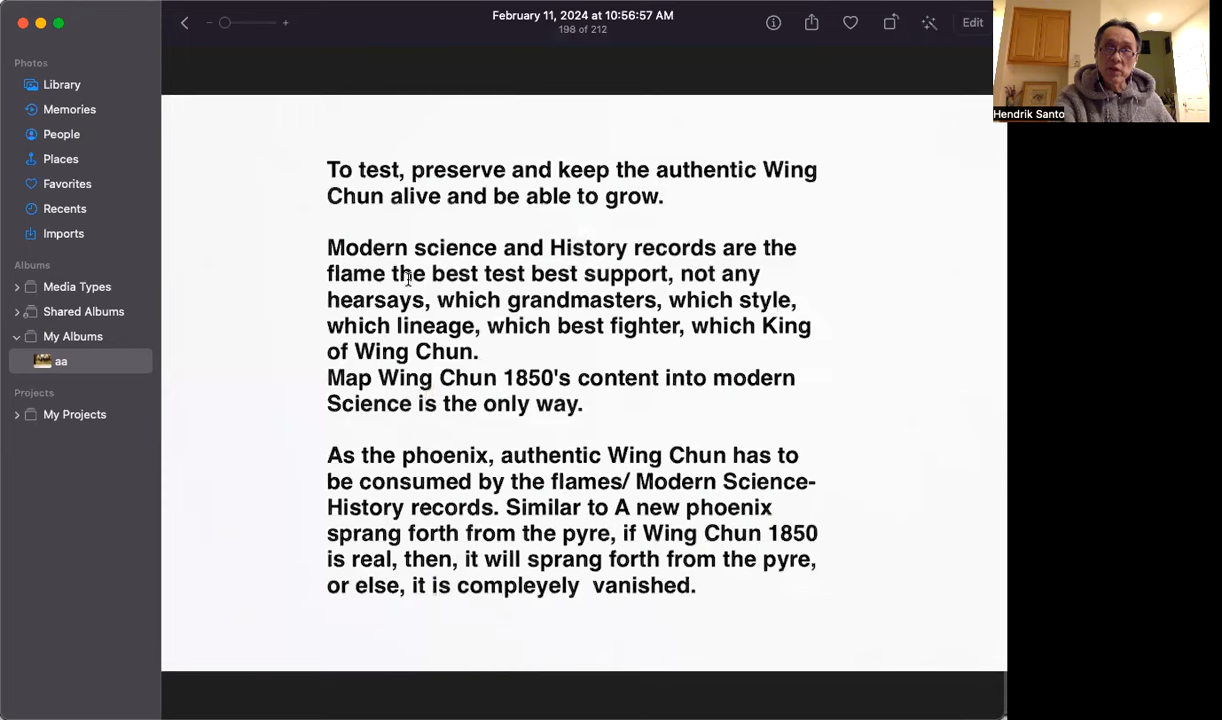 February 11, 2024 at 10:56:57 AM
198 of 212
Edit
Photos
Library
Memories
People
Places
Favorites
Recents
Imports
Albums
Media Types
Shared Albums
My Albums
aa
Projects
My Projects
To test, preserve and keep the authentic Wing
Chun alive and be able to grow.
Modern science and History records are the
flame the best test best support, not any
hearsays, which grandmasters, which style,
which lineage, which best fighter, which King
of Wing Chun.
Map Wing Chun 1850's content into modern
Science is the only way.
As the phoenix, authentic Wing Chun has to
be consumed by the flames/ Modern Science-
History records. Similar to A new phoenix
sprang forth from the pyre, if Wing Chun 1850
is real, then, it will sprang forth from the pyre,
or else, it is compleyely vanished.
Hendrik Santo